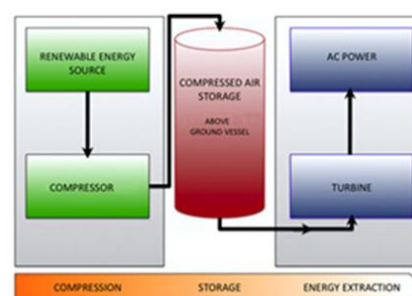 RENEWABLE ENERGY
SOURCE
COMPRESSOR
COMPRESSED AIR
STORAGE
ABOVE
GROUND VESSEL
AC POWER
TURBINE
COMPRESSION
STORAGE
ENERGY EXTRACTION